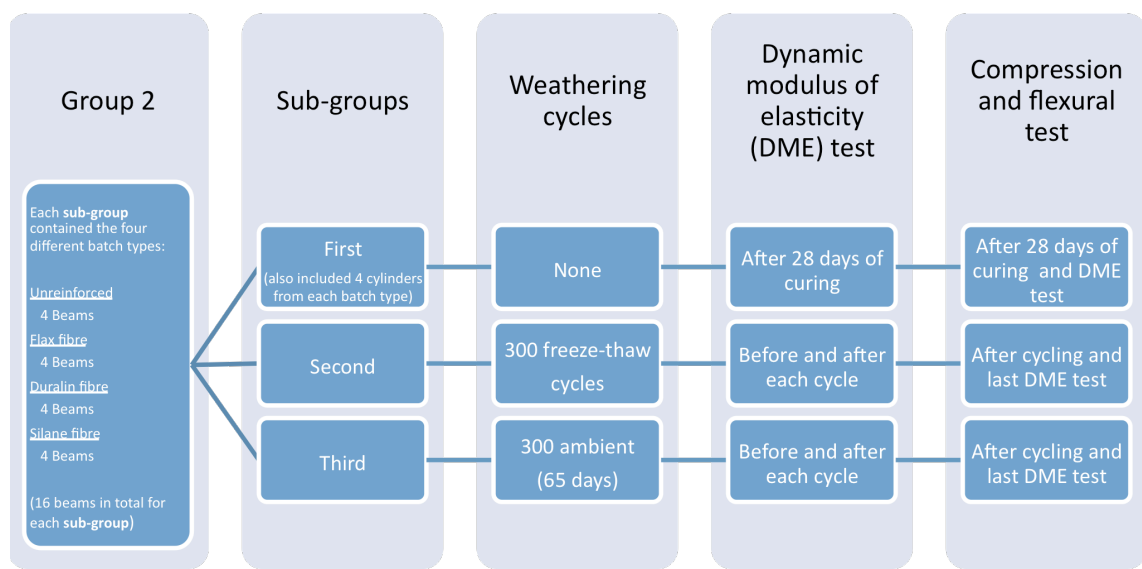 Group 2
Each sub-group
contained the four
different batch types:
Unreinforced
4 Beams
Flax fibre
4 Beams
Duralin fibre
4 Beams
Silane fibre
4 Beams
(16 beams in total for
each sub-group)
Sub-groups
First
(also included 4 cylinders
from each batch type)
Second
Third
Weathering
cycles
None
300 freeze-thaw
cycles
300 ambient
(65 days)
Dynamic
modulus of
elasticity
(DME) test
After 28 days of
curing
Before and after
each cycle
Before and after
each cycle
Compression
and flexural
test
After 28 days of
curing and DME
test
After cycling and
last DME test
After cycling and
last DME test